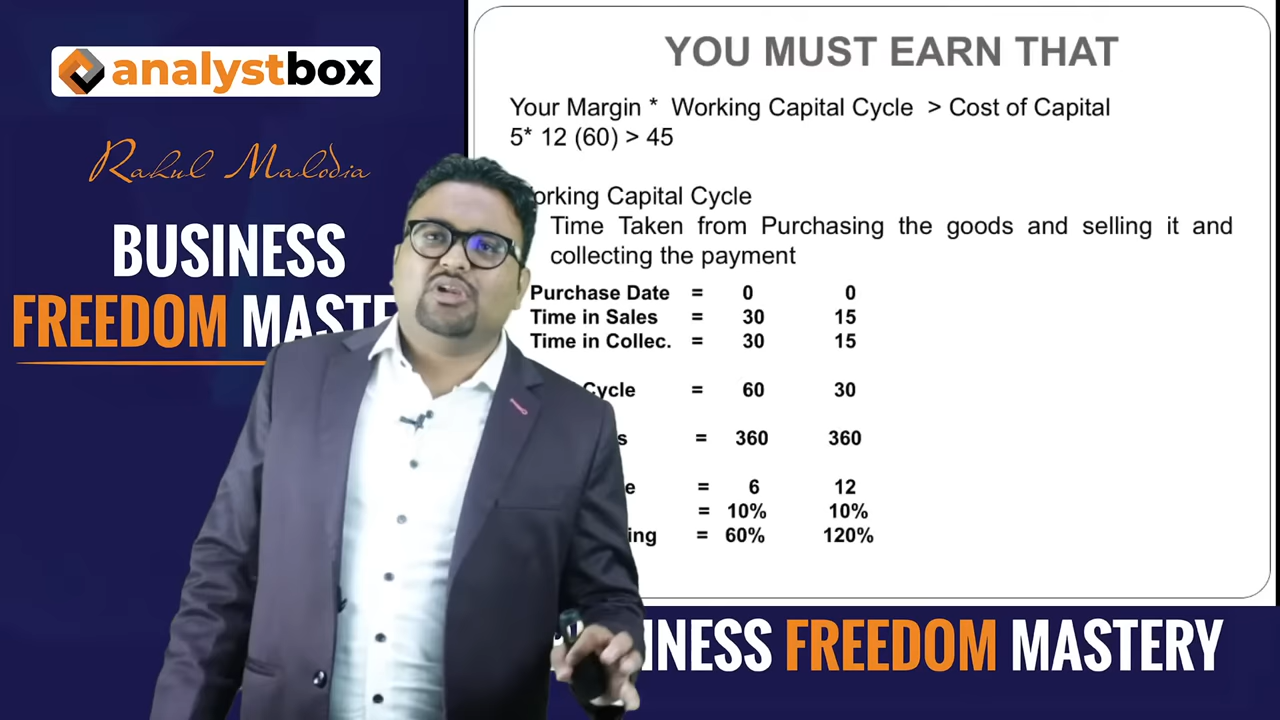 analystbox
Rahul Malodia
BUSINESS
FREEDOM MASTE
YOU MUST EARN THAT
Your Margin * Working Capital Cycle > Cost of Capital
5* 12 (60) > 45
orking Capital Cycle
Time Taken from Purchasing the goods and selling it and
collecting the payment
Purchase Date = 0 0
Time in Sales = 30 15
Time in Collec. = 30 15
Cycle = 60 30
s = 360 360
e = 6 12
= 10% 10%
ing = 60% 120%
INESS FREEDOM MASTERY